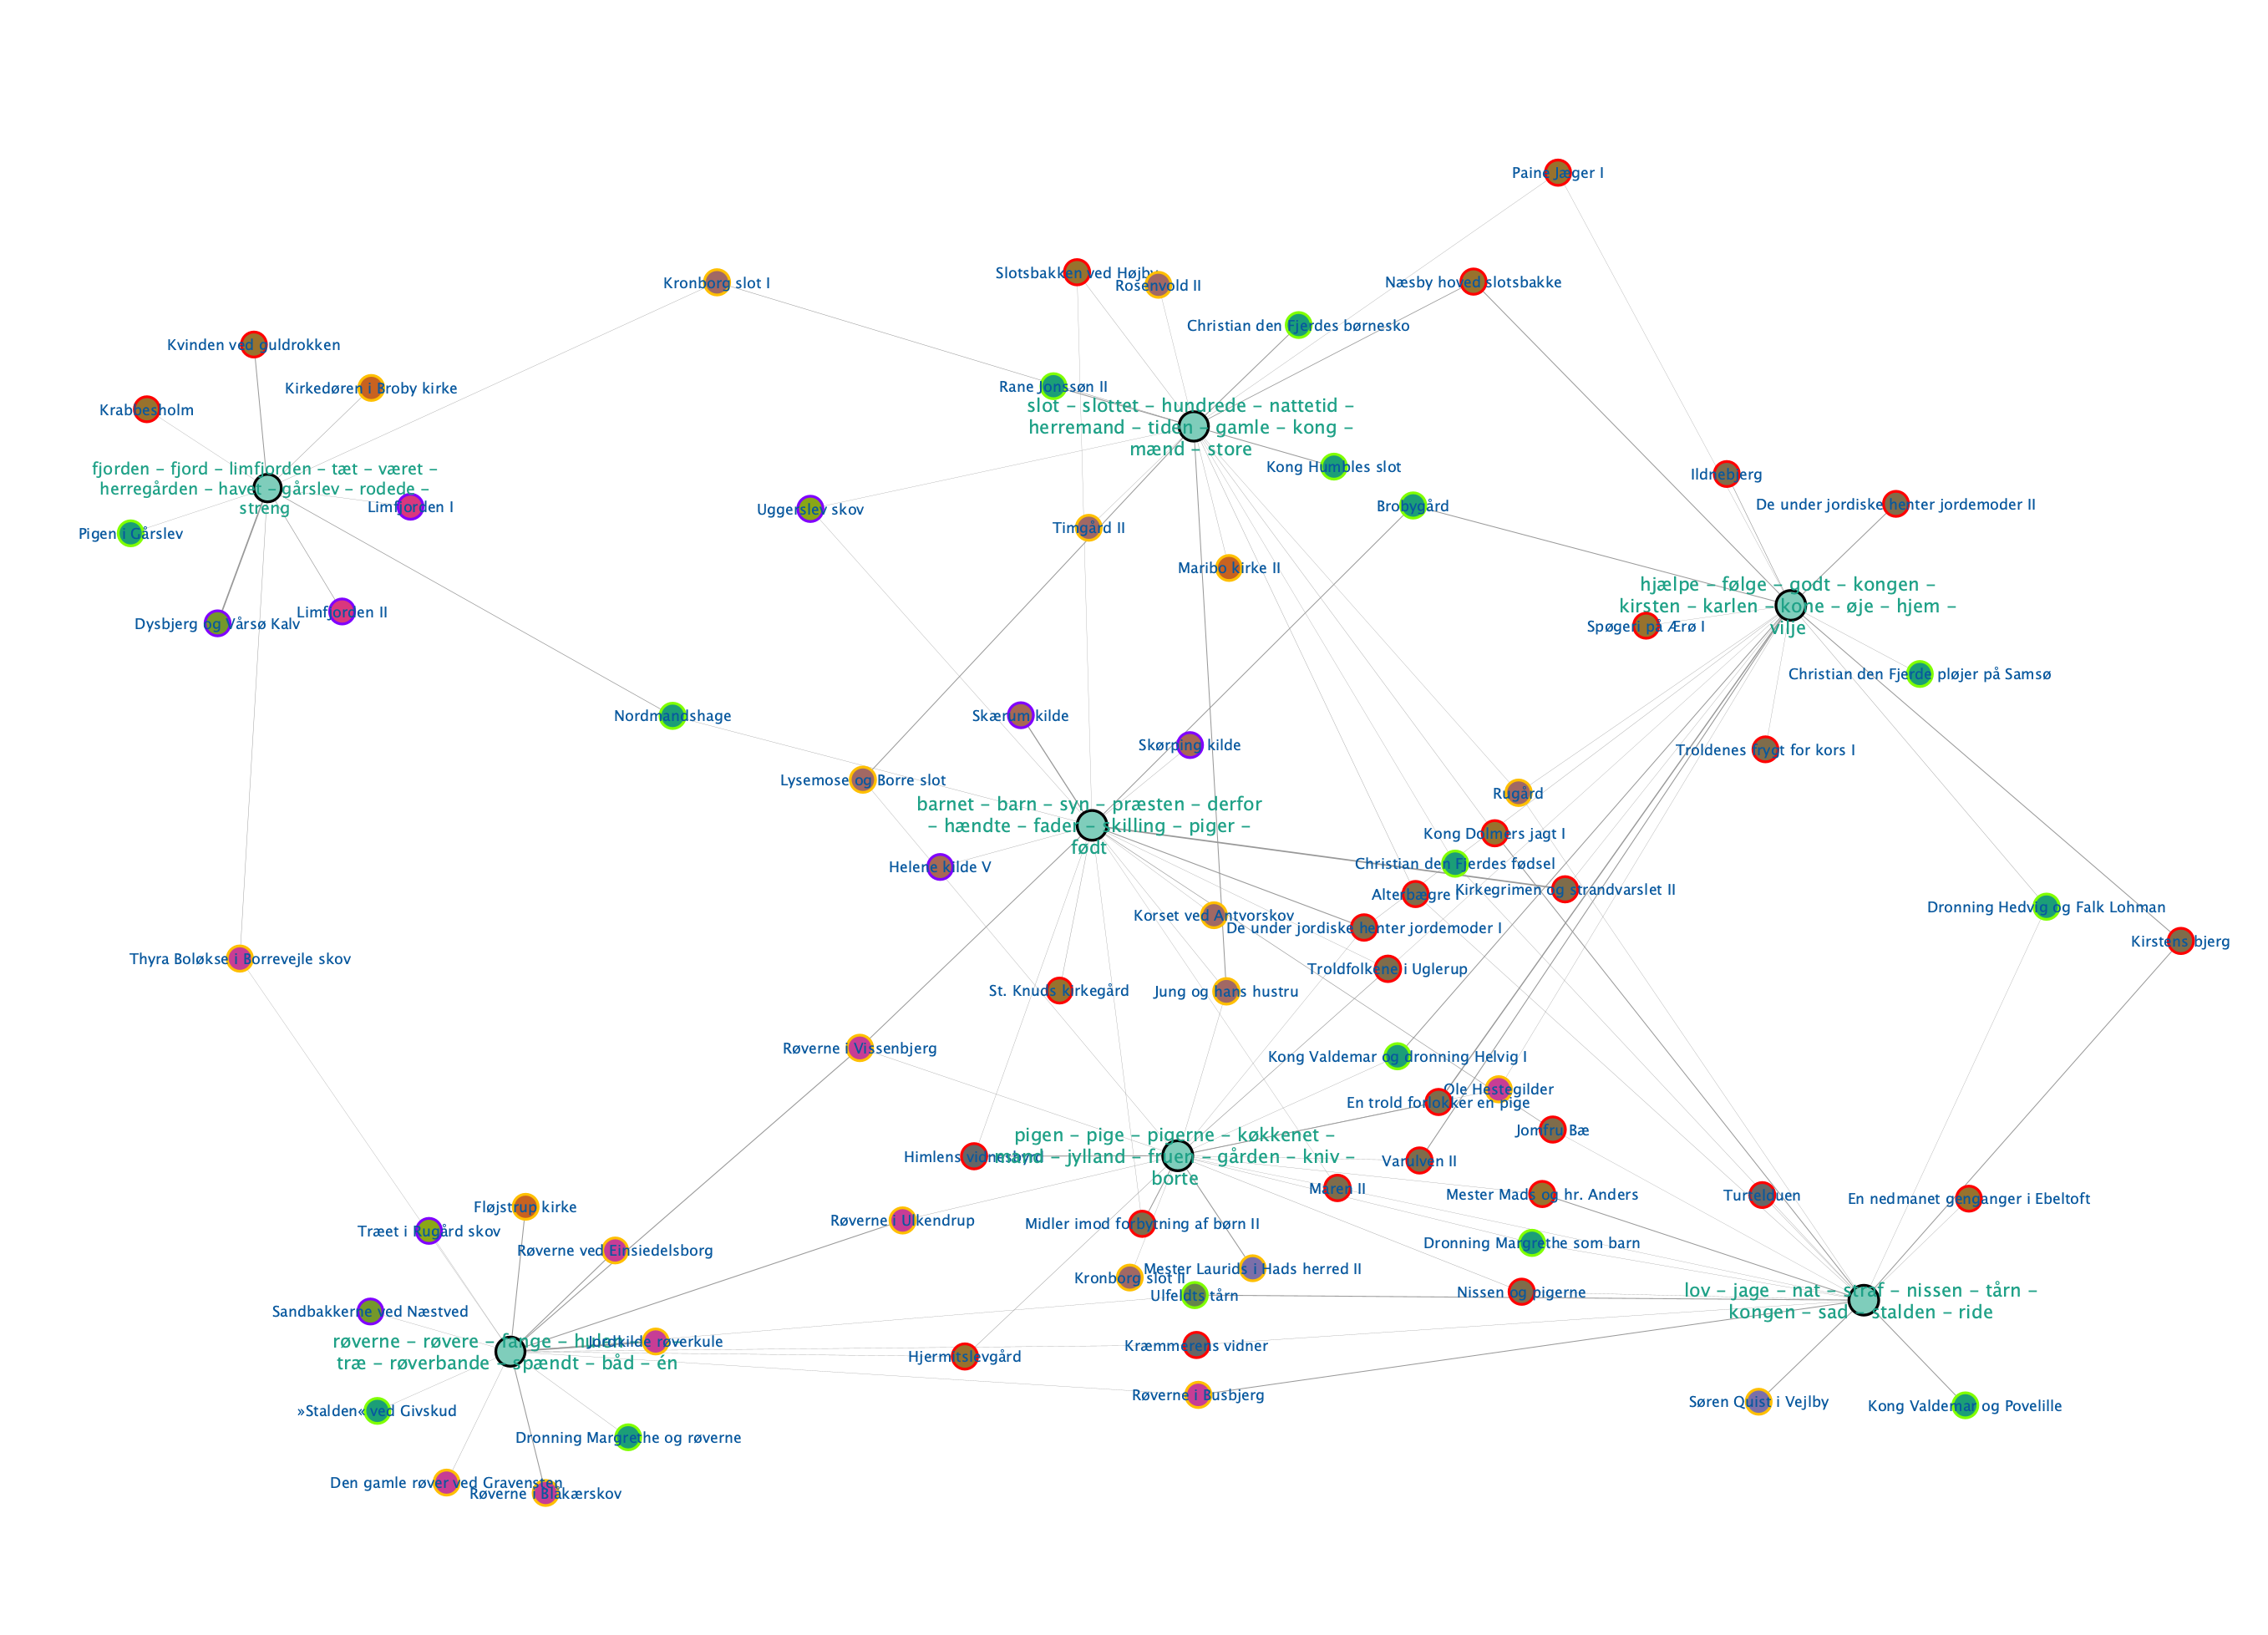 Paine Jæger I
Slotsbakken ved Højby
Kronborg slot I
Rosenvold II
Næsby hoved slotsbakke
Christian den Fjerdes børnesko
Kvinden ved guldrokken
Kirkedøren i Broby kirke
Rane Jonssøn II
Krabbesholm
slot – slottet – hundrede – nattetid –
herremand – tiden – gamle – kong –
mænd – store
fjorden – fjord – limfjorden – tæt – været –
herregården – havet – gårslev – rodede –
streng
Kong Humbles slot
Ildnebjerg
Limfjorden I
Uggerslev skov
Brobygård
De under jordiske henter jordemoder II
Timgård II
Pigen i Gårslev
Maribo kirke II
hjælpe – følge – godt – kongen –
kirsten – karlen – kone – øje – hjem –
vilje
Limfjorden II
Dysbjerg og Vårsø Kalv
Spøgeri på Ærø I
Christian den Fjerde pløjer på Samsø
Nordmandshage
Skærum kilde
Skørping kilde
Troldenes frygt for kors I
Lysemose og Borre slot
Rugård
barnet – barn – syn – præsten – derfor
– hændte – fader – skilling – piger –
født
Kong Dolmers jagt I
Helene kilde V
Christian den Fjerdes fødsel
Alterbægre I
Kirkegrimen og strandvarslet II
Dronning Hedvig og Falk Lohman
Korset ved Antvorskov
De under jordiske henter jordemoder I
Kirstens bjerg
Thyra Boløkse i Borrevejle skov
Troldfolkene i Uglerup
St. Knuds kirkegård
Jung og hans hustru
Røverne i Vissenbjerg
Kong Valdemar og dronning Helvig I
Ole Hestegilder
En trold forlokker en pige
Jomfru Bæ
pigen – pige – pigerne – køkkenet –
mand – jylland – fruen – gården – kniv –
borte
Himlens vidnesbyrd
Varulven II
Maren II
Mester Mads og hr. Anders
Turtelduen
En nedmanet genganger i Ebeltoft
Fløjstrup kirke
Røverne i Ulkendrup
Midler imod forbytning af børn II
Træet i Rugård skov
Røverne ved Einsiedelsborg
Dronning Margrethe som barn
Mester Laurids i Hads herred II
Kronborg slot II
Ulfeldts tårn
Nissen og pigerne
lov – jage – nat – straf – nissen – tårn –
kongen – sad – stalden – ride
Sandbakkerne ved Næstved
røverne – røvere – fange – hulen –
træ – røverbande – spændt – båd – én
Jordkilde røverkule
Kræmmerens vidner
Hjermitslevgård
Røverne i Busbjerg
Søren Quist i Vejlby
Kong Valdemar og Povelille
»Stalden« ved Givskud
Dronning Margrethe og røverne
Den gamle røver ved Gravensten
Røverne i Blåkærskov